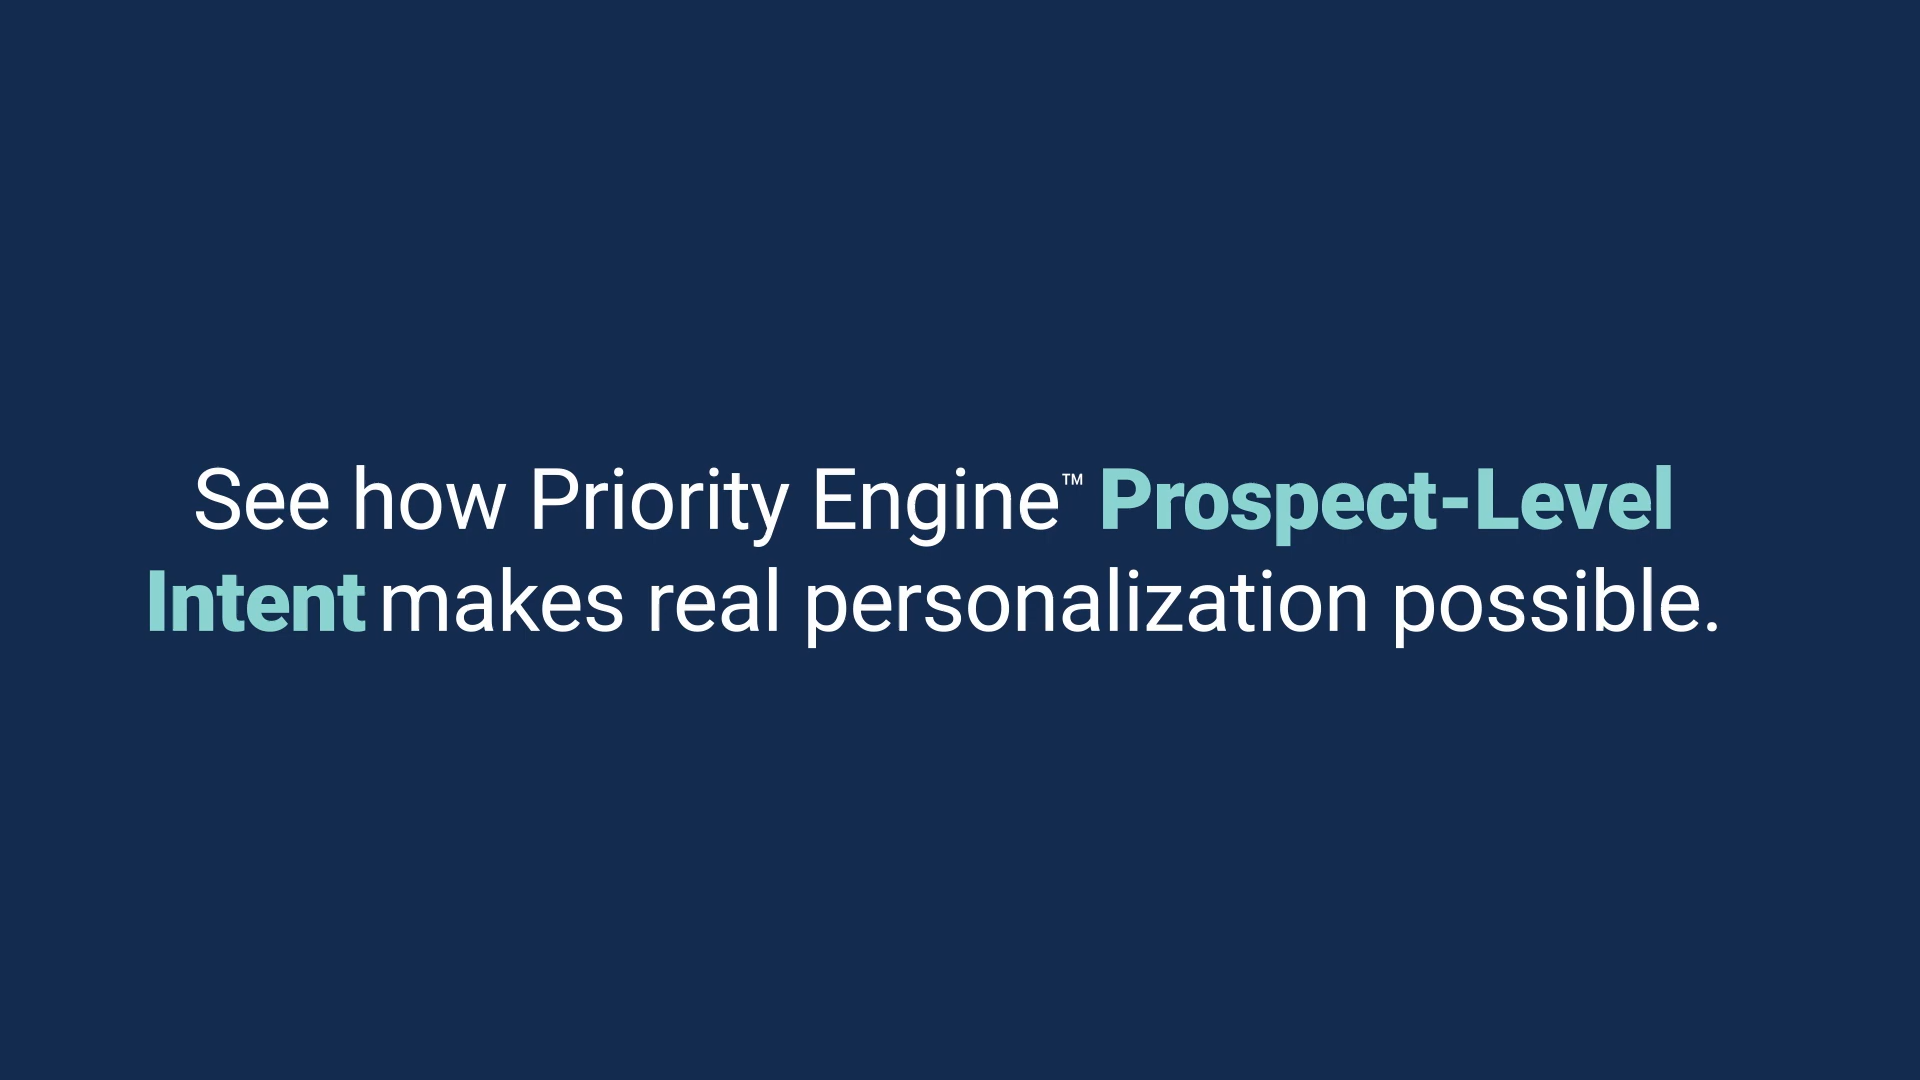 See how Priority Engine™ Prospect-Level
Intent makes real personalization possible.